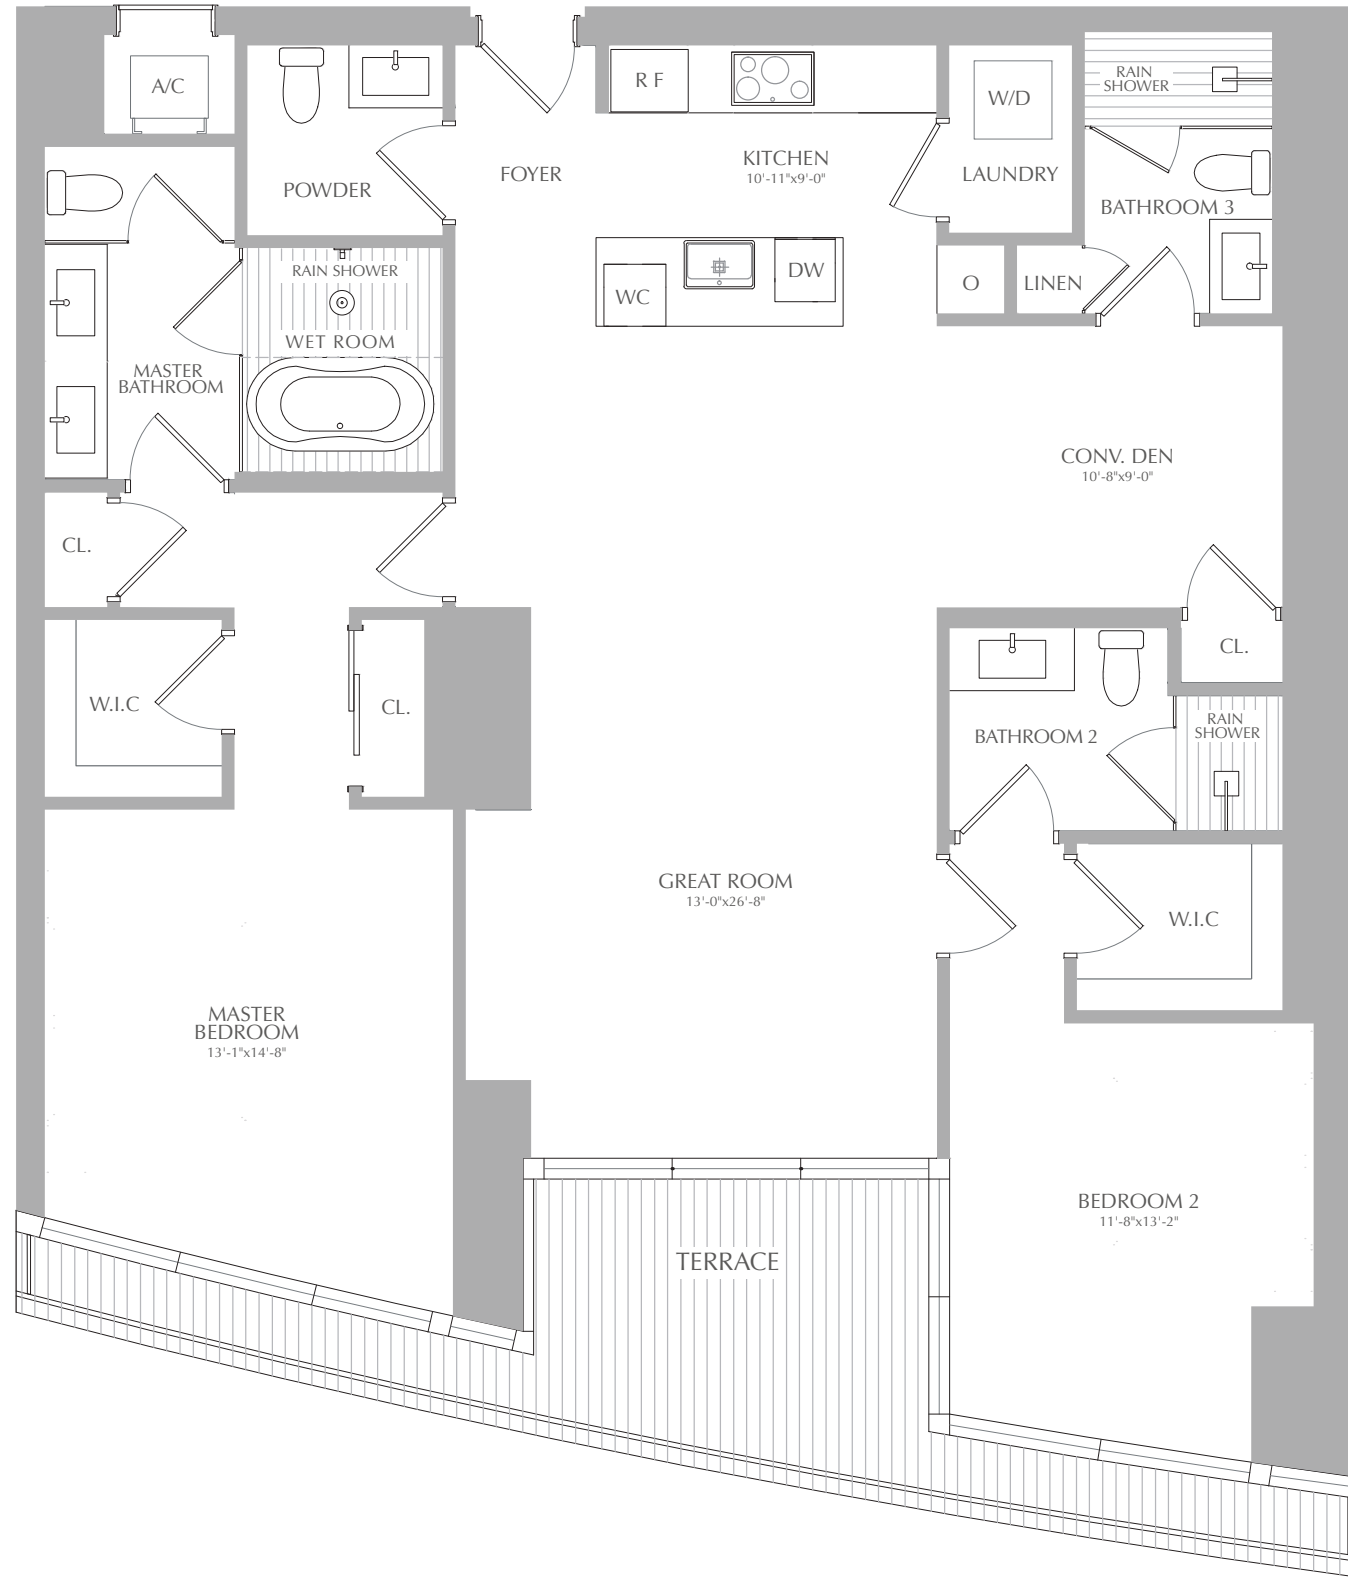 A/C
R F
W/D
RAIN
SHOWER
KITCHEN
10'-11"x9'-0"
FOYER
LAUNDRY
POWDER
BATHROOM 3
RAIN SHOWER
WC
DW
O
LINEN
WET ROOM
MASTER
BATHROOM
CONV. DEN
10'-8"x9'-0"
CL.
CL.
W.I.C
CL.
BATHROOM 2
RAIN
SHOWER
GREAT ROOM
13'-0"x26'-8"
W.I.C
MASTER
BEDROOM
13'-1"x14'-8"
BEDROOM 2
11'-8"x13'-2"
TERRACE